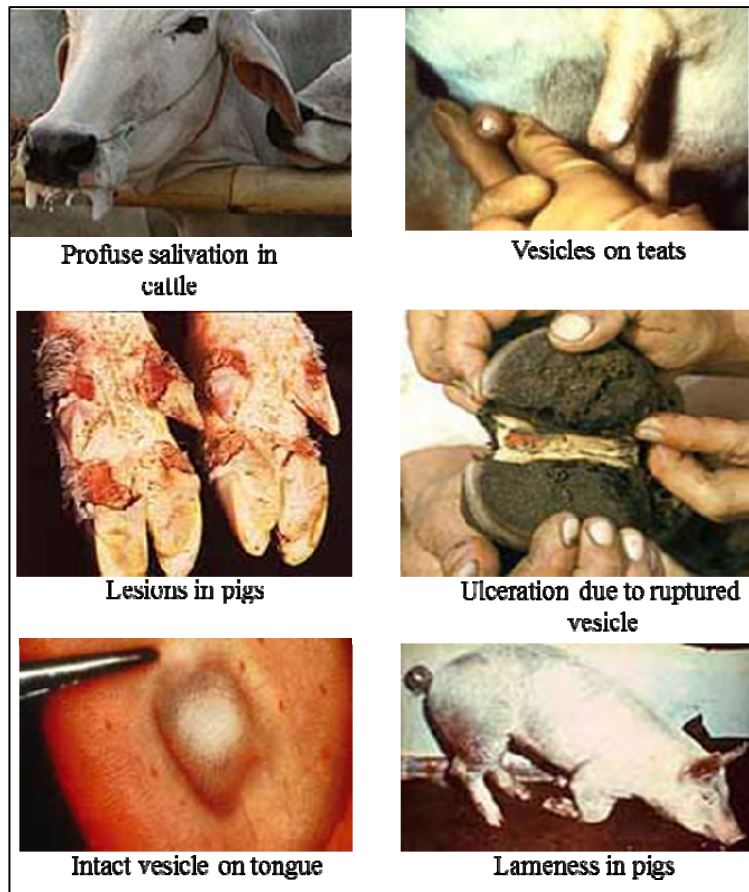 Profuse salivation in
cattle
Vesicles on teats
Lesions in pigs
Ulceration due to ruptured
vesicle
Intact vesicle on tongue
Lameness in pigs